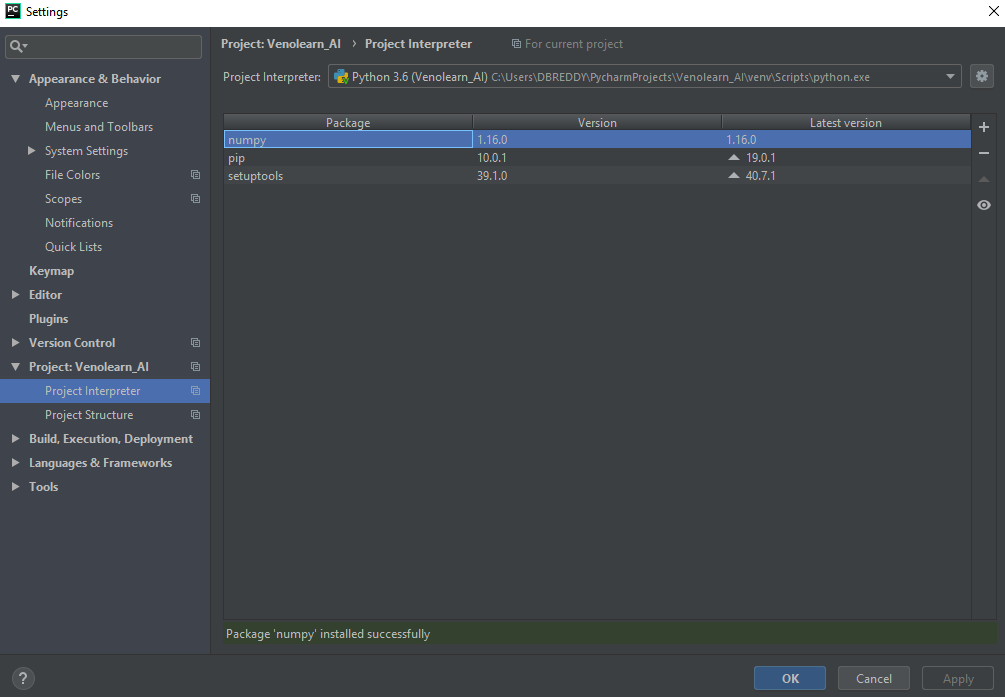 PC Settings
Project: Venolearn_AI › Project Interpreter For current project
Project Interpreter: Python 3.6 (Venolearn_AI) C:\Users\DBREDDY\PycharmProjects\Venolearn_AI\venv\Scripts\python.exe
Appearance & Behavior
Appearance
Menus and Toolbars
System Settings
File Colors
Scopes
Notifications
Quick Lists
Keymap
Editor
Plugins
Version Control
Project: Venolearn_AI
Project Interpreter
Project Structure
Build, Execution, Deployment
Languages & Frameworks
Tools
Package Version Latest version
numpy 1.16.0 1.16.0
pip 10.0.1 19.0.1
setuptools 39.1.0 40.7.1
Package 'numpy' installed successfully
? OK Cancel Apply